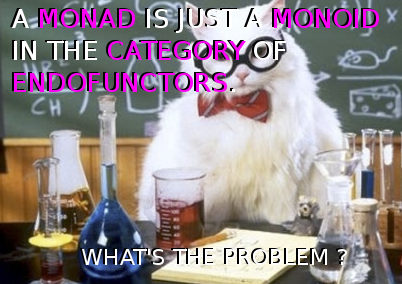 A MONAD IS JUST A MONOID
IN THE CATEGORY OF
ENDOFUNCTORS.
WHAT'S THE PROBLEM ?